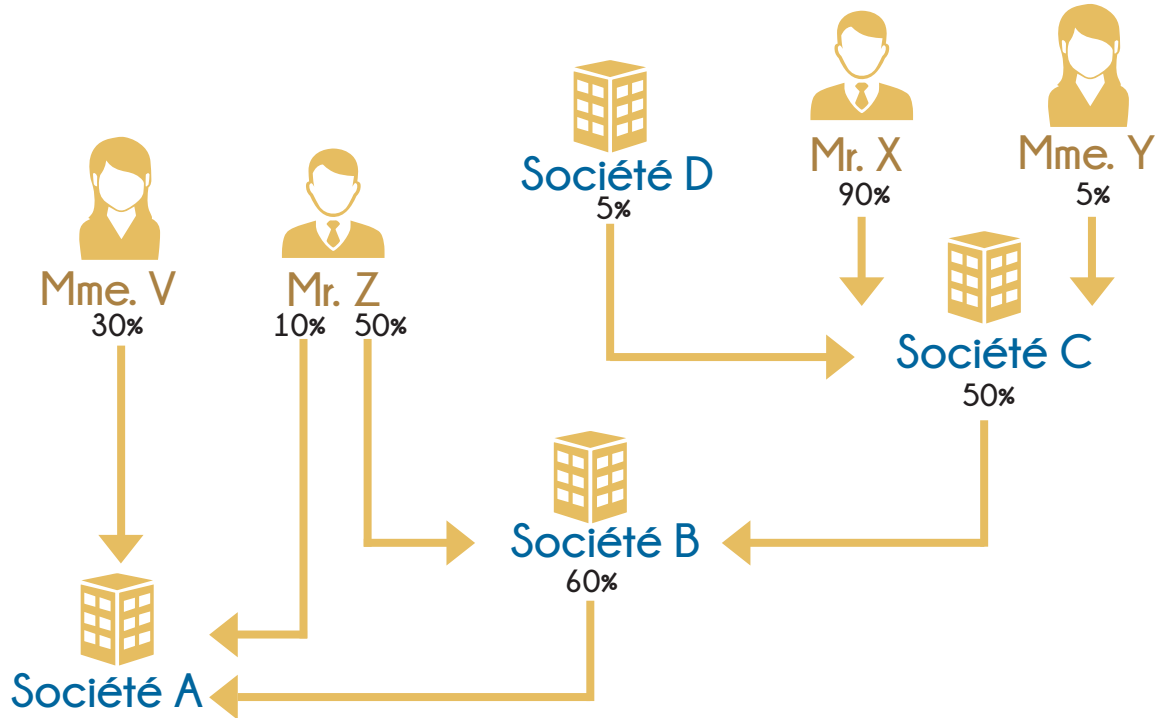 Société D
5%
Mr. X
90%
Mme. Y
5%
Mme. V
30%
Mr. Z
10% 50%
Société C
50%
Société B
60%
Société A